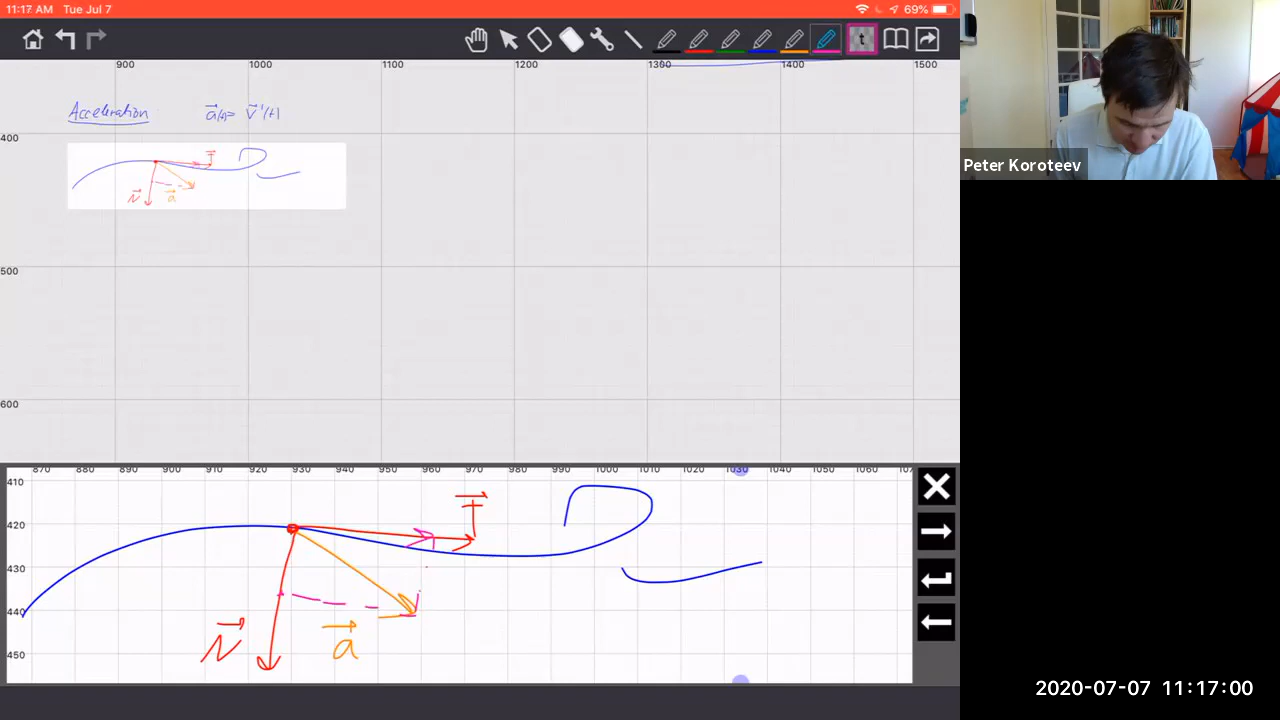 11:17 AM Tue Jul 7
69%
t
900 1000 1100 1200 1300 1400 1500
Acceleration a⃗(t)= v⃗'(t)
400
T⃗
N⃗ a⃗
500
600
Peter Koroteev
870 880 890 900 910 920 930 940 950 960 970 980 990 1000 1010 1020 1030 1040 1050 1060 107
410
T⃗
420
430
440
N⃗ a⃗
450
2020-07-07 11:17:00